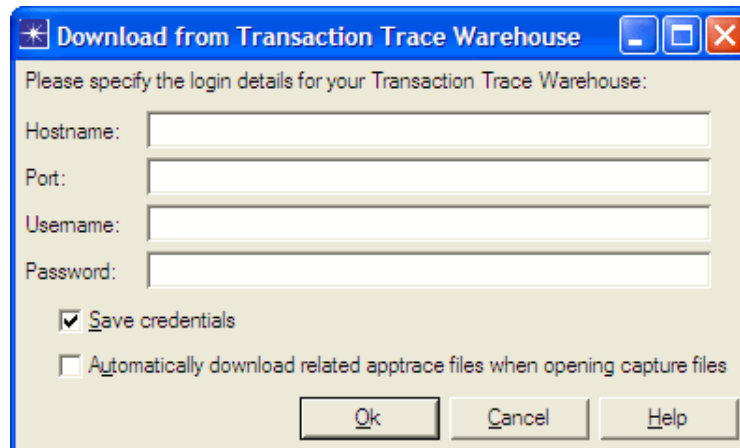 Download from Transaction Trace Warehouse
Please specify the login details for your Transaction Trace Warehouse:
Hostname:
Port:
Username:
Password:
Save credentials
Automatically download related apptrace files when opening capture files
Ok Cancel Help